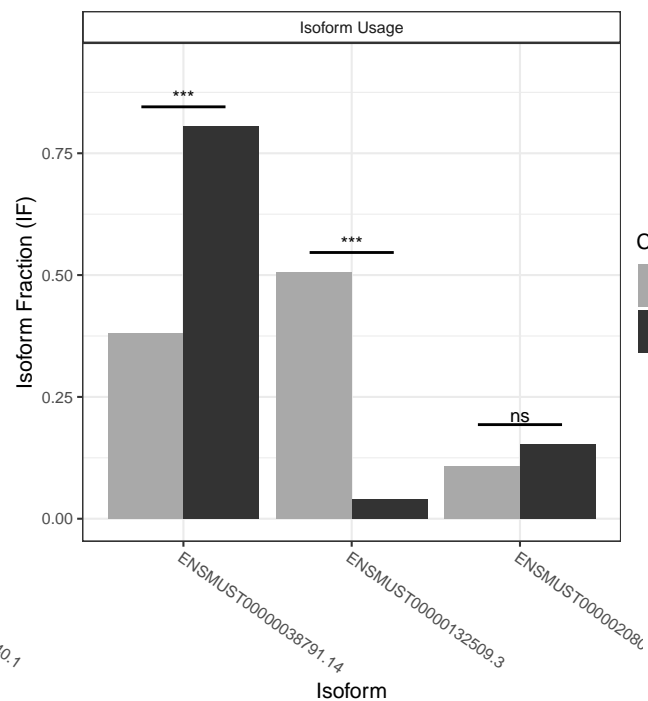 Isoform Usage
***
***
ns
0.75
0.50
0.25
0.00
Isoform Fraction (IF)
ENSMUST00000038791.14
ENSMUST00000132509.3
Isoform